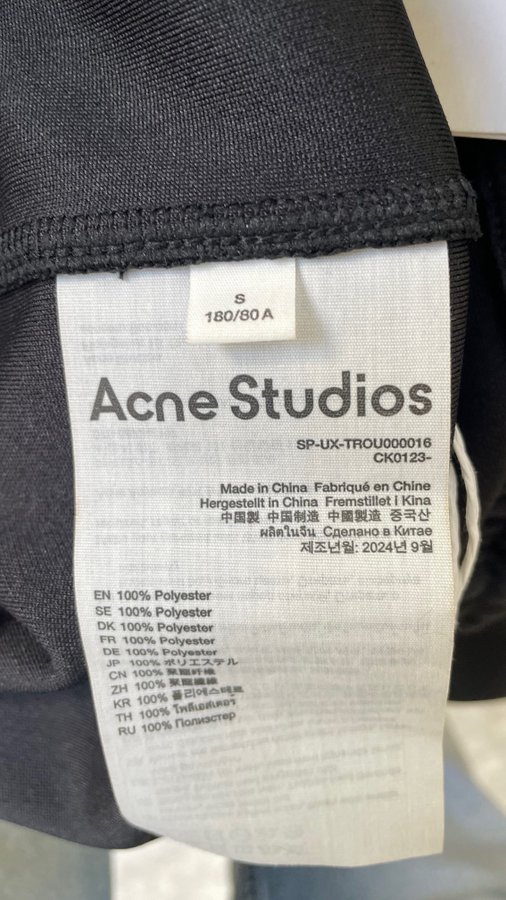 S
180/80 A
Acne Studios
SP-UX-TROU000016
CK0123-
Made in China Fabriqué en Chine
Hergestellt in China Fremstillet i Kina
中国製 中国制造 中國製造 중국산
ผลิตในจีน Сделано в Китае
제조년월: 2024년 9월
EN 100% Polyester
SE 100% Polyester
DK 100% Polyester
FR 100% Polyester
DE 100% Polyester
JP 100% ポリエステル
CN 100% 聚酯纤维
ZH 100% 聚酯纖維
KR 100% 폴리에스테르
TH 100% โพลีเอสเตอร์
RU 100% Полиэстер